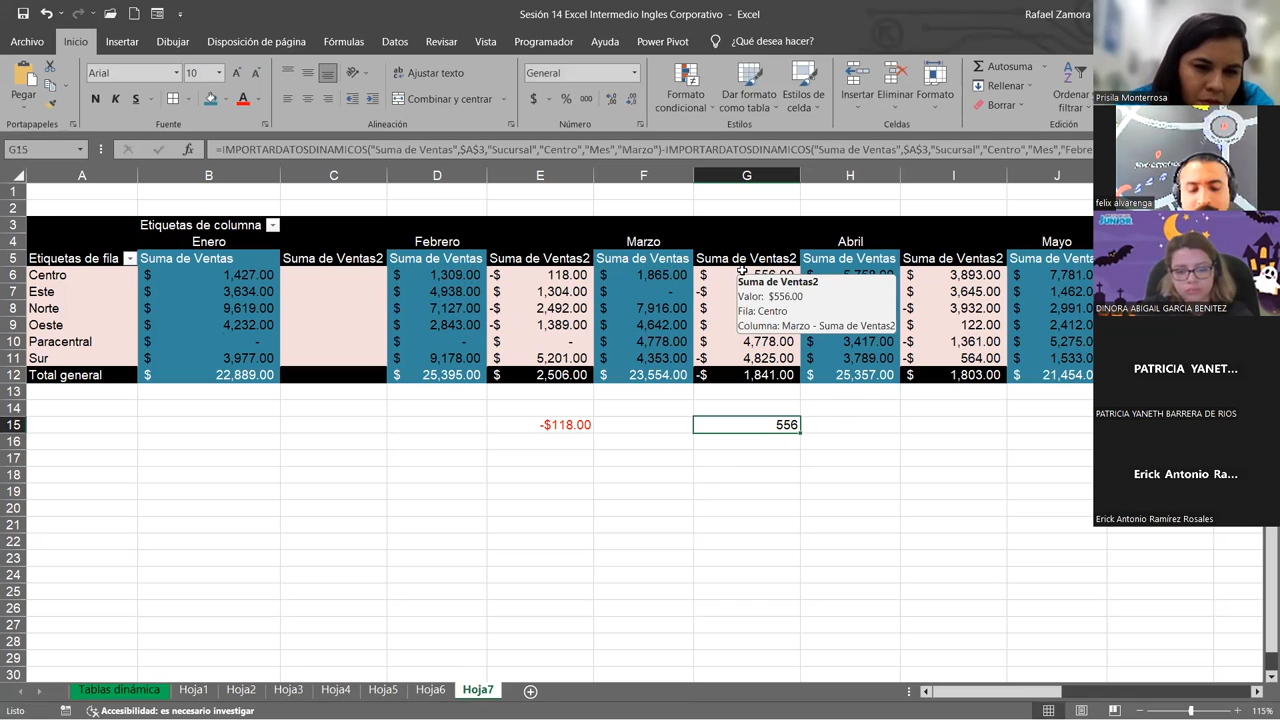 Sesión 14 Excel Intermedio Ingles Corporativo - Excel
Rafael Zamora
Archivo Inicio Insertar Dibujar Disposición de página Fórmulas Datos Revisar Vista Programador Ayuda Power Pivot ¿Qué desea hacer?
Pegar
Arial 10
N K S
Ajustar texto
Combinar y centrar
General
$ % 000
Formato condicional
Dar formato como tabla
Estilos de celda
Insertar Eliminar Formato
Autosuma
Rellenar
Borrar
Ordenar
filtrar
Portapapeles Fuente Alineación Número Estilos Celdas Edición
G15 fx =IMPORTARDATOSDINAMICOS("Suma de Ventas",$A$3,"Sucursal","Centro","Mes","Marzo")-IMPORTARDATOSDINAMICOS("Suma de Ventas",$A$3,"Sucursal","Centro","Mes","Febre
A B C D E F G H I J
1
2
3 Etiquetas de columna
4 Enero Febrero Marzo Abril Mayo
5 Etiquetas de fila Suma de Ventas Suma de Ventas2 Suma de Ventas Suma de Ventas2 Suma de Ventas Suma de Ventas2 Suma de Ventas Suma de Ventas2 Suma de Ventas
6 Centro $ 1,427.00 $ 1,309.00 -$ 118.00 $ 1,865.00 $ 556.00 $ $ 3,893.00 $ 7,781.00
7 Este $ 3,634.00 $ 4,938.00 $ 1,304.00 $ - -$ $ 3,645.00 $ 1,462.00
8 Norte $ 9,619.00 $ 7,127.00 -$ 2,492.00 $ 7,916.00 $ -$ 3,932.00 $ 2,991.00
9 Oeste $ 4,232.00 $ 2,843.00 -$ 1,389.00 $ 4,642.00 $ $ 122.00 $ 2,412.00
10 Paracentral $ - $ - $ - $ 4,778.00 $ 4,778.00 $ 3,417.00 -$ 1,361.00 $ 5,275.00
11 Sur $ 3,977.00 $ 9,178.00 $ 5,201.00 $ 4,353.00 -$ 4,825.00 $ 3,789.00 -$ 564.00 $ 1,533.00
12 Total general $ 22,889.00 $ 25,395.00 $ 2,506.00 $ 23,554.00 -$ 1,841.00 $ 25,357.00 $ 1,803.00 $ 21,454.00
Suma de Ventas2
Valor: $556.00
Fila: Centro
Columna: Marzo - Suma de Ventas2
13
14
15 -$118.00 556
16
17
18
19
20
21
22
23
24
25
26
27
28
29
30
Tablas dinámica Hoja1 Hoja2 Hoja3 Hoja4 Hoja5 Hoja6 Hoja7
Listo Accesibilidad: es necesario investigar 115%
Prisila Monterrosa
felix alvarenga
JUNIOR
DINORA ABIGAIL GARCIA BENITEZ
PATRICIA YANET...
PATRICIA YANETH BARRERA DE RIOS
Erick Antonio Ra...
Erick Antonio Ramírez Rosales